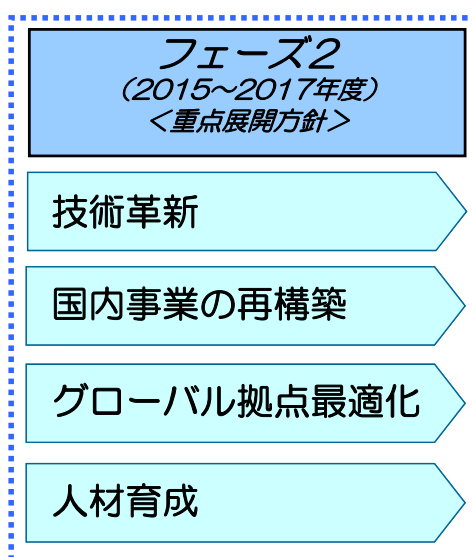 フェーズ2
（2015～2017年度）
＜重点展開方針＞
技術革新
国内事業の再構築
グローバル拠点最適化
人材育成